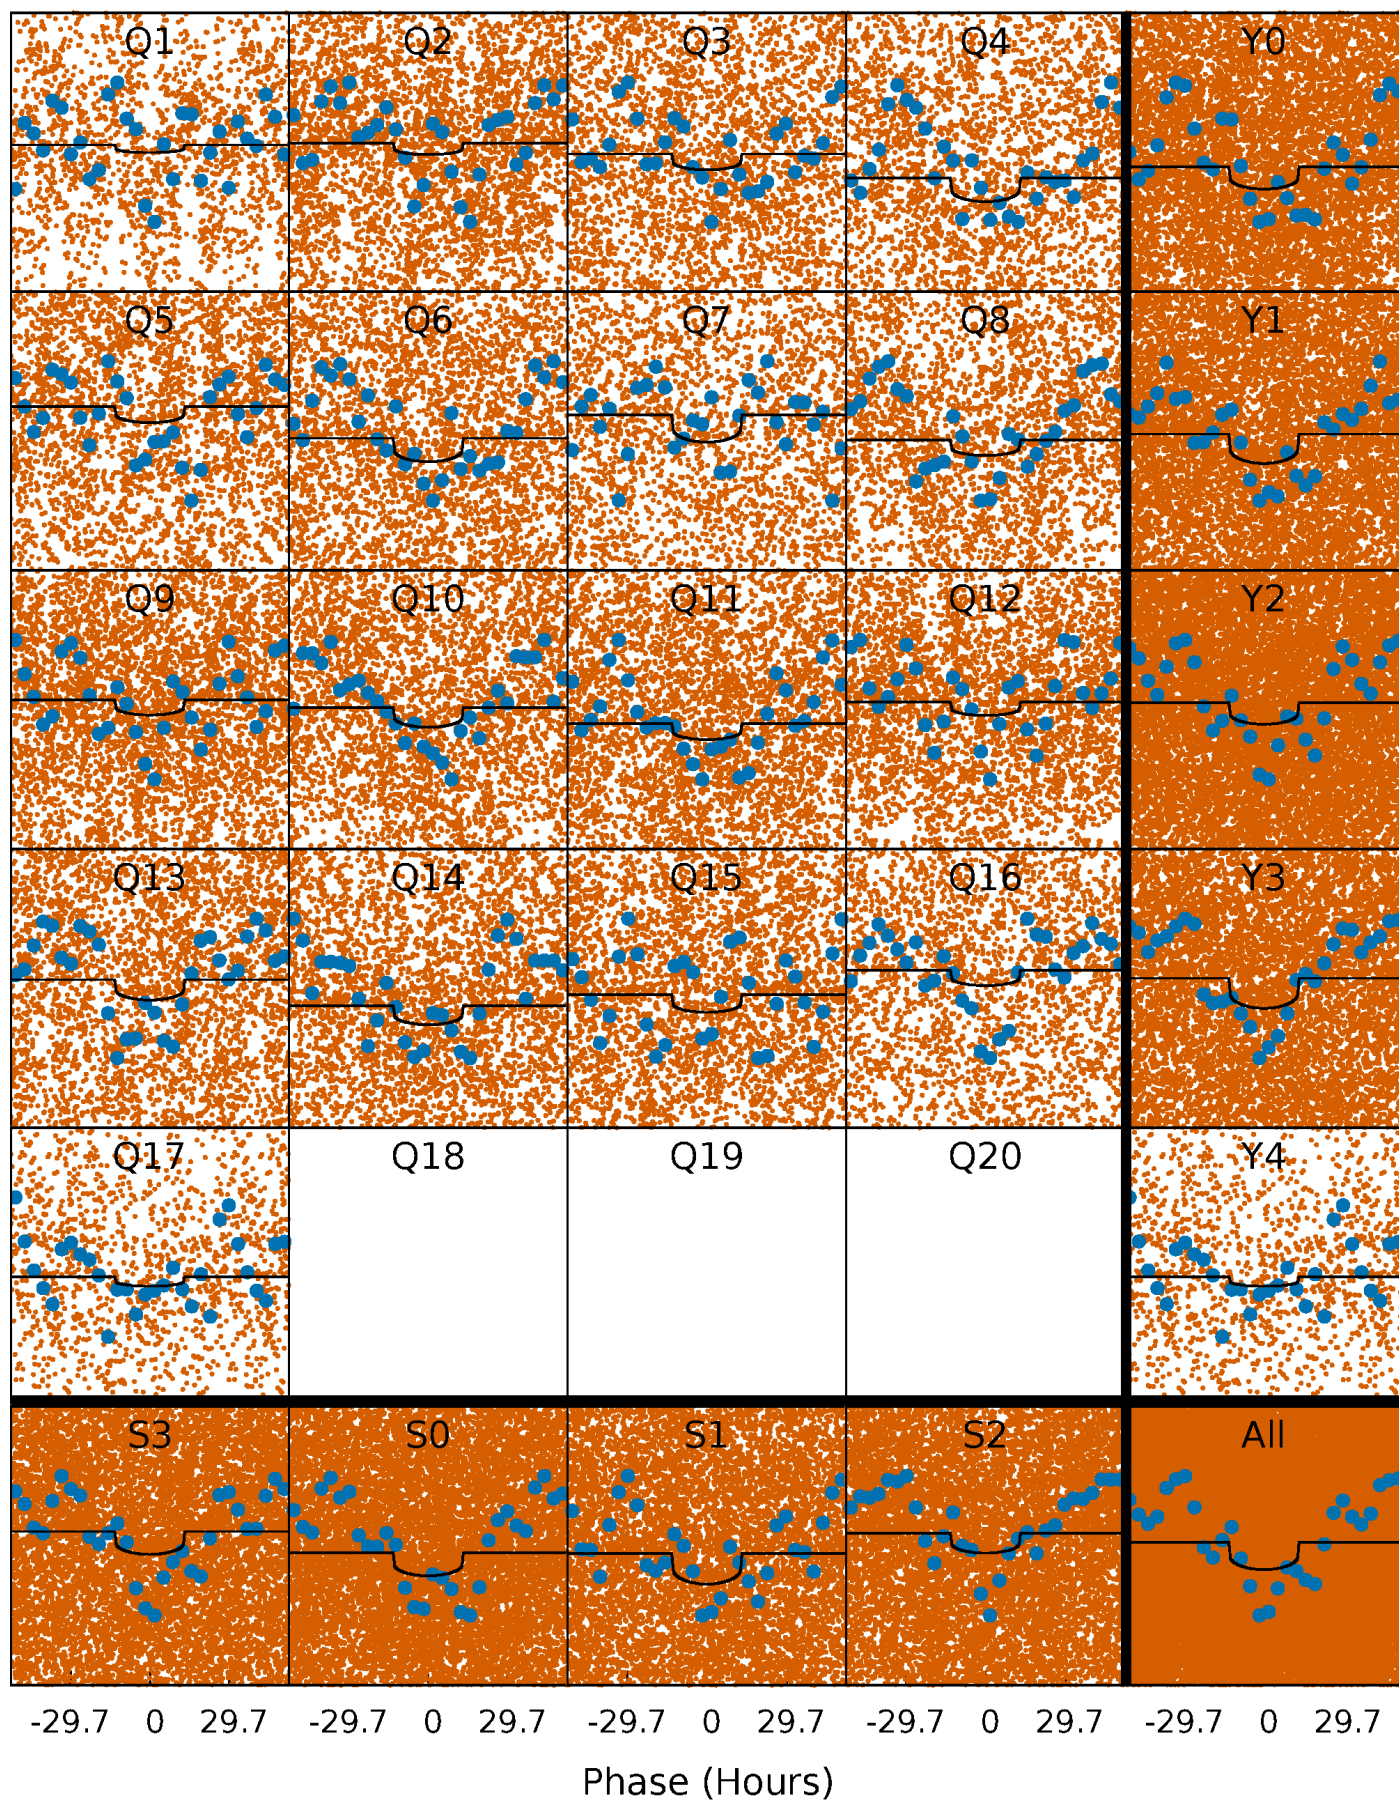 Q1 Q2 Q3 Q4 Y0
Q5 Q6 Q7 Q8 Y1
Q9 Q10 Q11 Q12 Y2
Q13 Q14 Q15 Q16 Y3
Q17 Q18 Q19 Q20 Y4
S3 S0 S1 S2 All
-29.7 0 29.7 -29.7 0 29.7 -29.7 0 29.7 -29.7 0 29.7 -29.7 0 29.7
Phase (Hours)